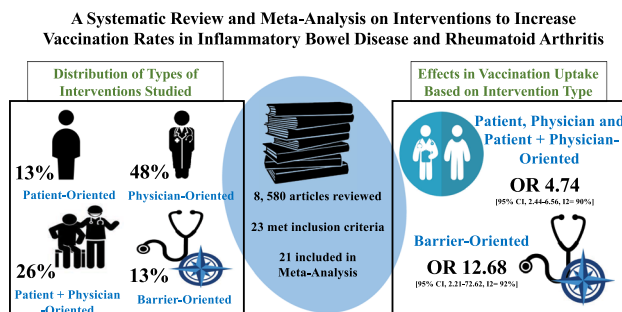 A Systematic Review and Meta-Analysis on Interventions to Increase
Vaccination Rates in Inflammatory Bowel Disease and Rheumatoid Arthritis
Distribution of Types of
Interventions Studied
13%
Patient-Oriented
48%
Physician-Oriented
26%
Patient + Physician
-Oriented
13%
Barrier-Oriented
8, 580 articles reviewed
23 met inclusion criteria
21 included in
Meta-Analysis
Effects in Vaccination Uptake
Based on Intervention Type
Patient, Physician and
Patient + Physician-
Oriented
OR 4.74
[95% CI, 2.44-6.56, I2= 90%]
Barrier-Oriented
OR 12.68
[95% CI, 2.21-72.62, I2= 92%]